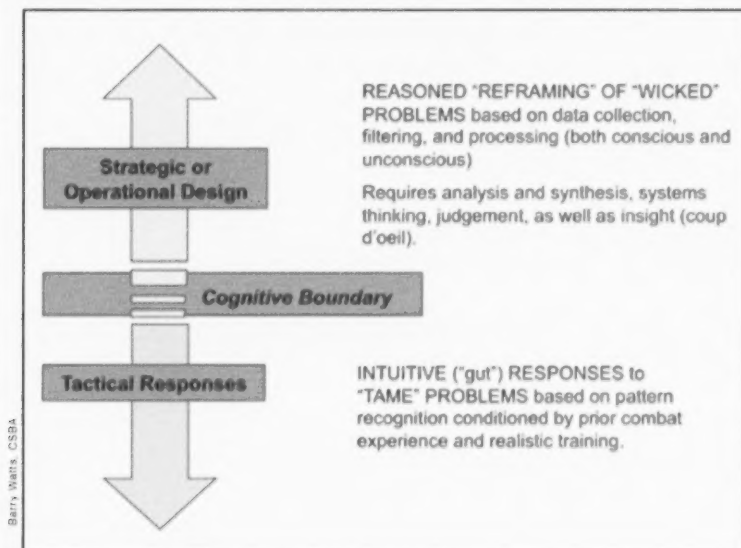 Strategic or
Operational Design
REASONED "REFRAMING" OF "WICKED"
PROBLEMS based on data collection,
filtering, and processing (both conscious and
unconscious)
Requires analysis and synthesis, systems
thinking, judgement, as well as insight (coup
d'oeil).
Cognitive Boundary
Tactical Responses
INTUITIVE ("gut") RESPONSES to
"TAME" PROBLEMS based on pattern
recognition conditioned by prior combat
experience and realistic training.
Barry Watts, CSBA